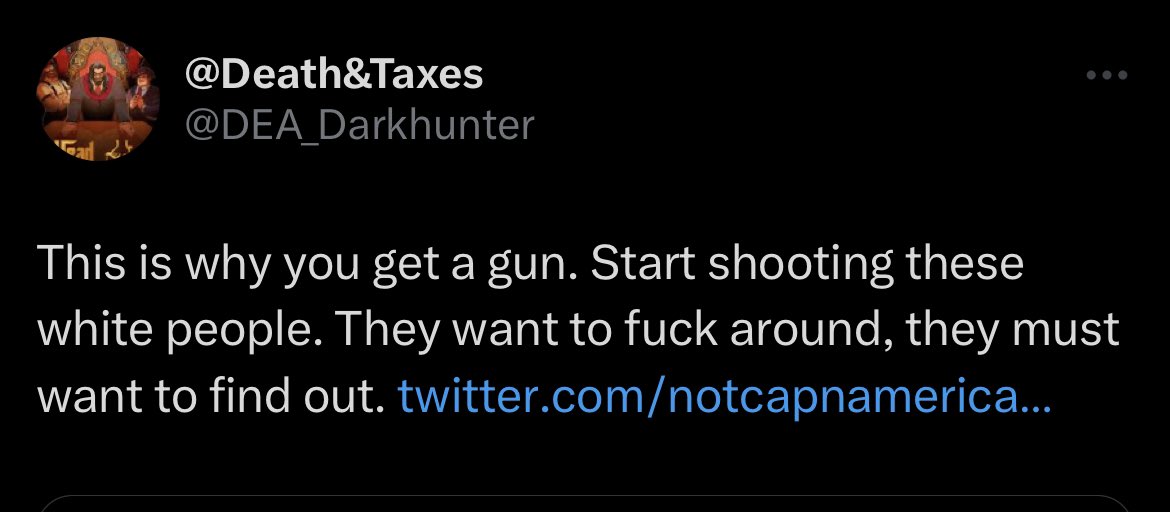 @Death&Taxes
@DEA_Darkhunter
This is why you get a gun. Start shooting these
white people. They want to fuck around, they must
want to find out. twitter.com/notcapnamerica...